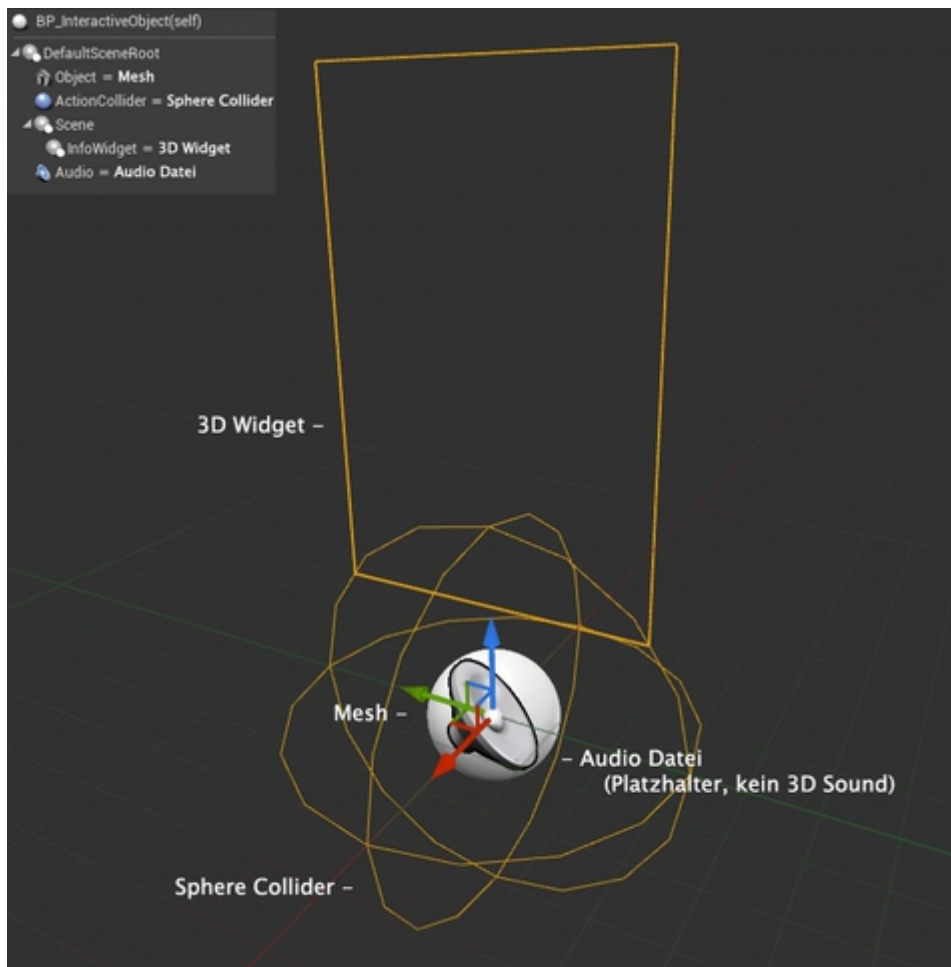 BP_InteractiveObject(self)
DefaultSceneRoot
Object = Mesh
ActionCollider = Sphere Collider
Scene
InfoWidget = 3D Widget
Audio = Audio Datei
3D Widget –
Mesh –
– Audio Datei
(Platzhalter, kein 3D Sound)
Sphere Collider –